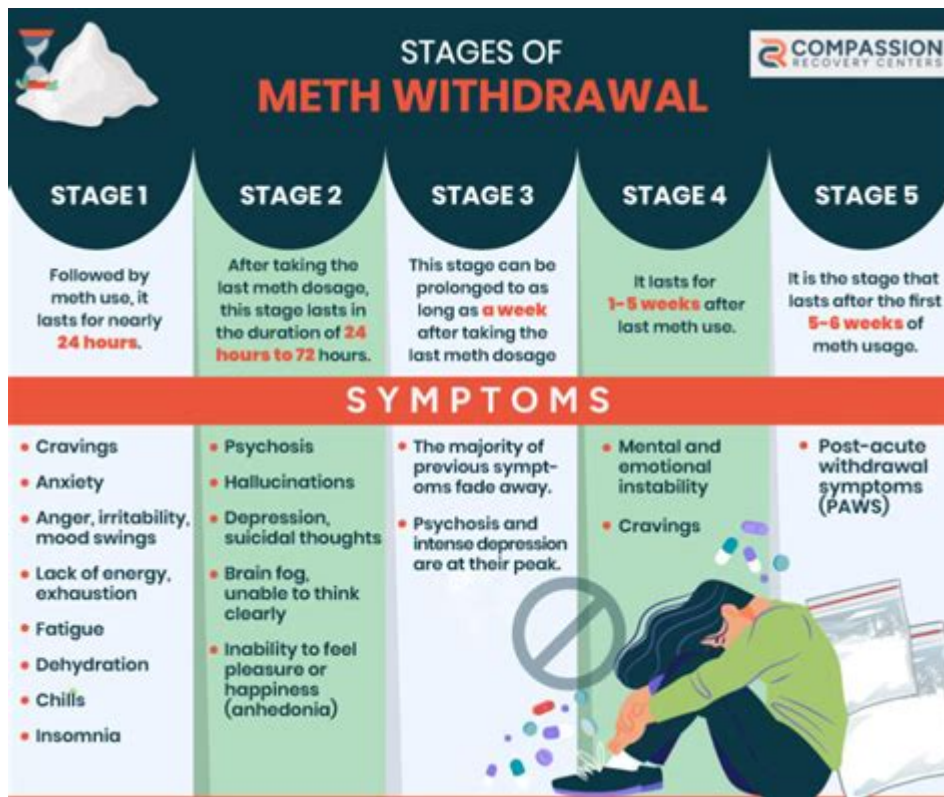 STAGES OF
METH WITHDRAWAL
COMPASSION
RECOVERY CENTERS
STAGE 1
Followed by
meth use, it
lasts for nearly
24 hours.
STAGE 2
After taking the
last meth dosage,
this stage lasts in
the duration of 24
hours to 72 hours.
STAGE 3
This stage can be
prolonged to as
long as a week
after taking the
last meth dosage
STAGE 4
It lasts for
1-5 weeks after
last meth use.
STAGE 5
It is the stage that
lasts after the first
5-6 weeks of
meth usage.
SYMPTOMS
• Cravings
• Anxiety
• Anger, irritability,
mood swings
• Lack of energy,
exhaustion
• Fatigue
• Dehydration
• Chills
• Insomnia
• Psychosis
• Hallucinations
• Depression,
suicidal thoughts
• Brain fog,
unable to think
clearly
• Inability to feel
pleasure or
happiness
(anhedonia)
• The majority of
previous sympt-
oms fade away.
• Psychosis and
intense depression
are at their peak.
• Mental and
emotional
instability
• Cravings
• Post-acute
withdrawal
symptoms
(PAWS)